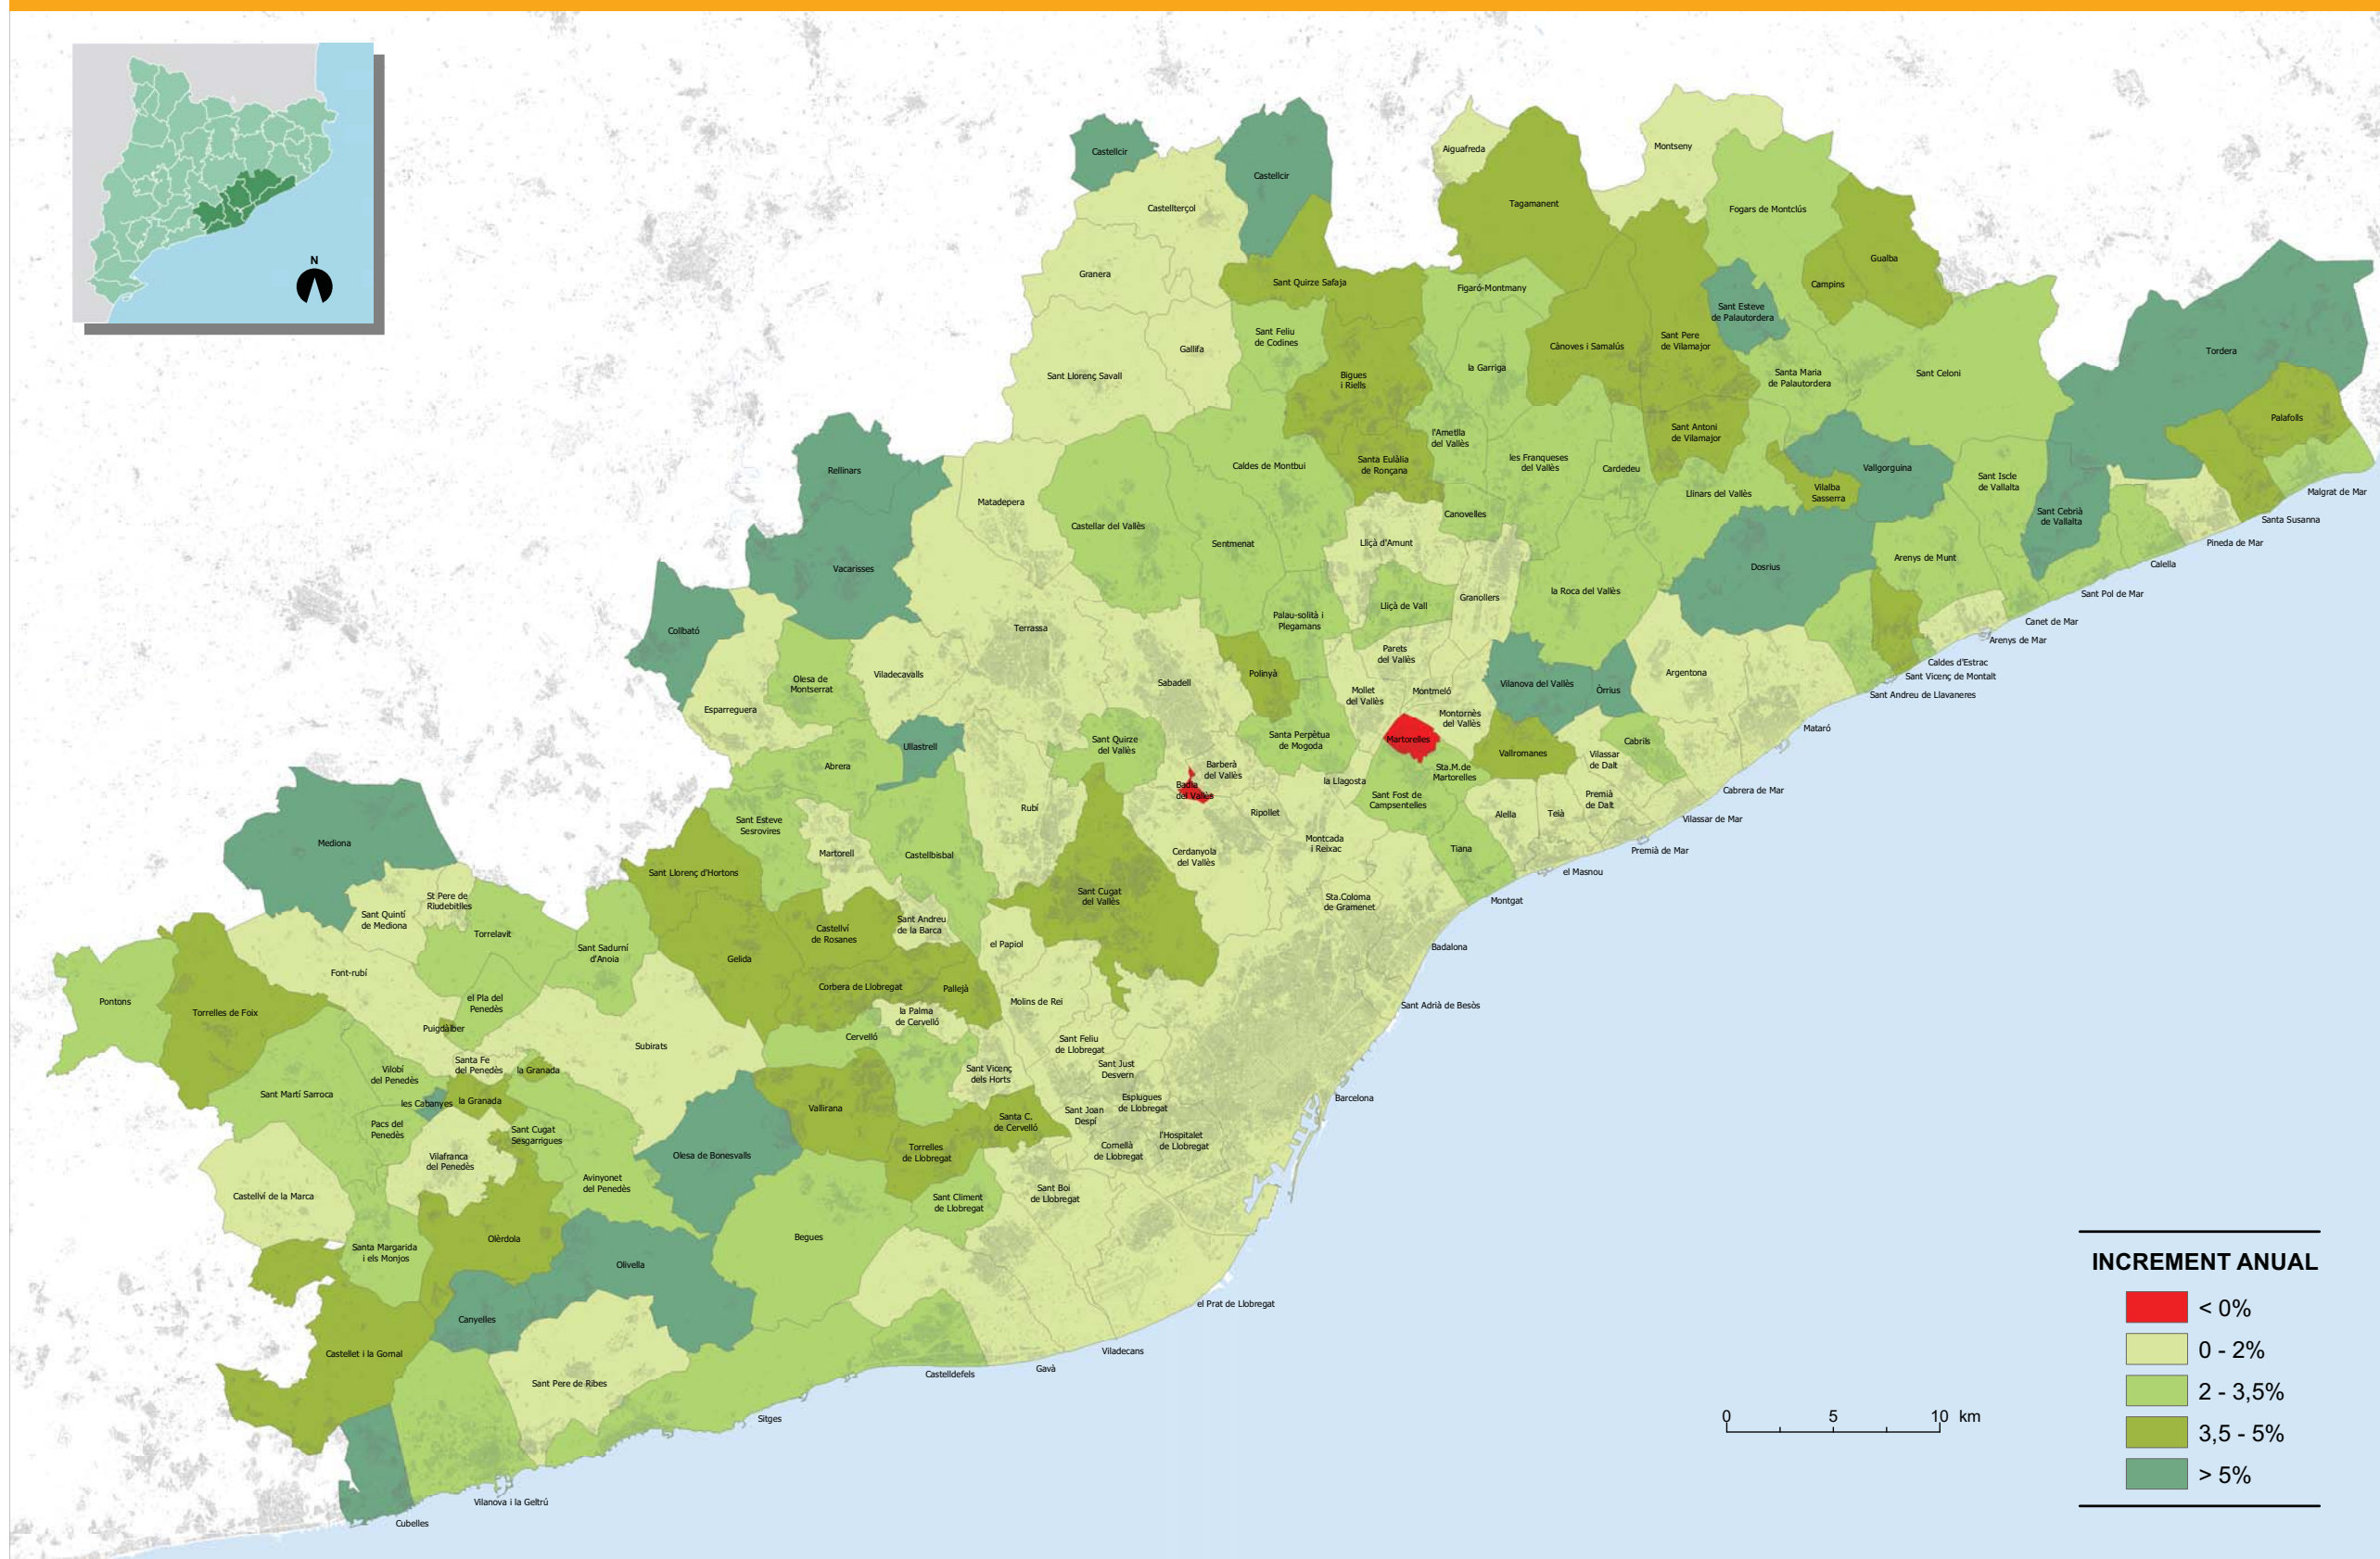 N
Castellcir
Castellcir
Castellterçol
Granera
Sant Llorenç Savall
Gallifa
Sant Quirze Safaja
Sant Feliu
de Codines
Bigues
i Riells
Aiguafreda
Tagamanent
Montseny
Fogars de Montclús
Gualba
Campins
Figaró-Montmany
Sant Esteve
de Palautordera
Sant Pere
de Vilamajor
Cànoves i Samalús
la Garriga
Santa Maria
de Palautordera
Sant Celoni
Tordera
Palafolls
Sant Antoni
de Vilamajor
l'Ametlla
del Vallès
Santa Eulàlia
de Ronçana
Caldes de Montbui
les Franqueses
del Vallès
Cardedeu
Llinars del Vallès
Vilalba
Sasserra
Vallgorguina
Sant Iscle
de Vallalta
Sant Cebrià
de Vallalta
Malgrat de Mar
Santa Susanna
Pineda de Mar
Calella
Sant Pol de Mar
Canet de Mar
Arenys de Mar
Caldes d'Estrac
Sant Vicenç de Montalt
Sant Andreu de Llavaneres
Mataró
Rellinars
Matadepera
Castellar del Vallès
Sentmenat
Canovelles
Lliçà d'Amunt
Arenys de Munt
Dosrius
Vacarisses
la Roca del Vallès
Granollers
Lliçà de Vall
Palau-solità i
Plegamans
Collbató
Terrassa
Parets
del Vallès
Olesa de
Montserrat
Viladecavalls
Sabadell
Polinyà
Mollet
del Vallès
Montmeló
Vilanova del Vallès
Òrrius
Argentona
Esparreguera
Montornès
del Vallès
Martorelles
Ullastrell
Sant Quirze
del Vallès
Santa Perpètua
de Mogoda
Vallromanes
Vilassar
de Dalt
Cabrils
Abrera
Barberà
del Vallès
Badia
del Vallès
la Llagosta
Sta.M.de
Martorelles
Cabrera de Mar
Sant Fost de
Campsentelles
Premià
de Dalt
Alella
Teià
Vilassar de Mar
Premià de Mar
el Masnou
Rubí
Ripollet
Montcada
i Reixac
Tiana
Montgat
Sant Esteve
Sesrovires
Martorell
Castellbisbal
Cerdanyola
del Vallès
Mediona
Sant Llorenç d'Hortons
Sant Cugat
del Vallès
Sta.Coloma
de Gramenet
Badalona
St Pere de
Riudebitlles
Sant Quintí
de Mediona
Torrelavit
Sant Sadurní
d'Anoia
Castellví
de Rosanes
Sant Andreu
de la Barca
el Papiol
Gelida
Font-rubí
Pontons
Torrelles de Foix
el Pla del
Penedès
Puigdàlber
Corbera de Llobregat
Pallejà
Molins de Rei
la Palma
de Cervelló
Cervelló
Sant Adrià de Besòs
Subirats
Sant Feliu
de Llobregat
Sant Just
Desvern
Santa Fe
del Penedès
la Granada
Vilobí
del Penedès
Sant Martí Sarroca
les Cabanyes
la Granada
Sant Vicenç
dels Horts
Esplugues
de Llobregat
Barcelona
Vallirana
Santa C.
de Cervelló
Sant Joan
Despí
Pacs del
Penedès
Sant Cugat
Sesgarrigues
l'Hospitalet
de Llobregat
Cornellà
de Llobregat
Torrelles
de Llobregat
Olesa de Bonesvalls
Vilafranca
del Penedès
Avinyonet
del Penedès
Castellví de la Marca
Sant Climent
de Llobregat
Sant Boi
de Llobregat
Begues
Olèrdola
Santa Margarida
i els Monjos
Olivella
Canyelles
Castellet i la Gornal
el Prat de Llobregat
Viladecans
Gavà
Castelldefels
Sant Pere de Ribes
Sitges
Vilanova i la Geltrú
Cubelles
0 5 10 km
INCREMENT ANUAL
< 0%
0 - 2%
2 - 3,5%
3,5 - 5%
> 5%